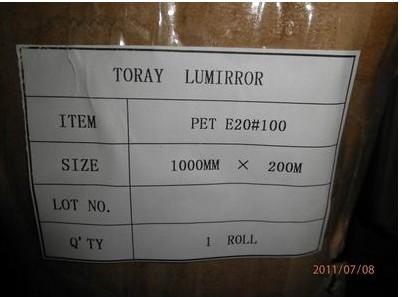 TORAY LUMIRROR
ITEM PET E20#100
SIZE 1000MM × 200M
LOT NO.
Q'TY 1 ROLL
2011/07/08